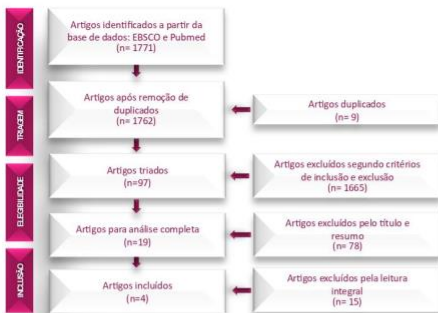 IDENTIFICAÇÃO
Artigos identificados a partir da
base de dados: EBSCO e Pubmed
(n= 1771)
TRIAGEM
Artigos após remoção de
duplicados
(n= 1762)
Artigos duplicados
(n= 9)
ELEGIBILIDADE
Artigos triados
(n=97)
Artigos excluídos segundo critérios
de inclusão e exclusão
(n= 1665)
Artigos para análise completa
(n=19)
Artigos excluídos pelo título e
resumo
(n= 78)
INCLUSÃO
Artigos incluídos
(n=4)
Artigos excluídos pela leitura
integral
(n= 15)